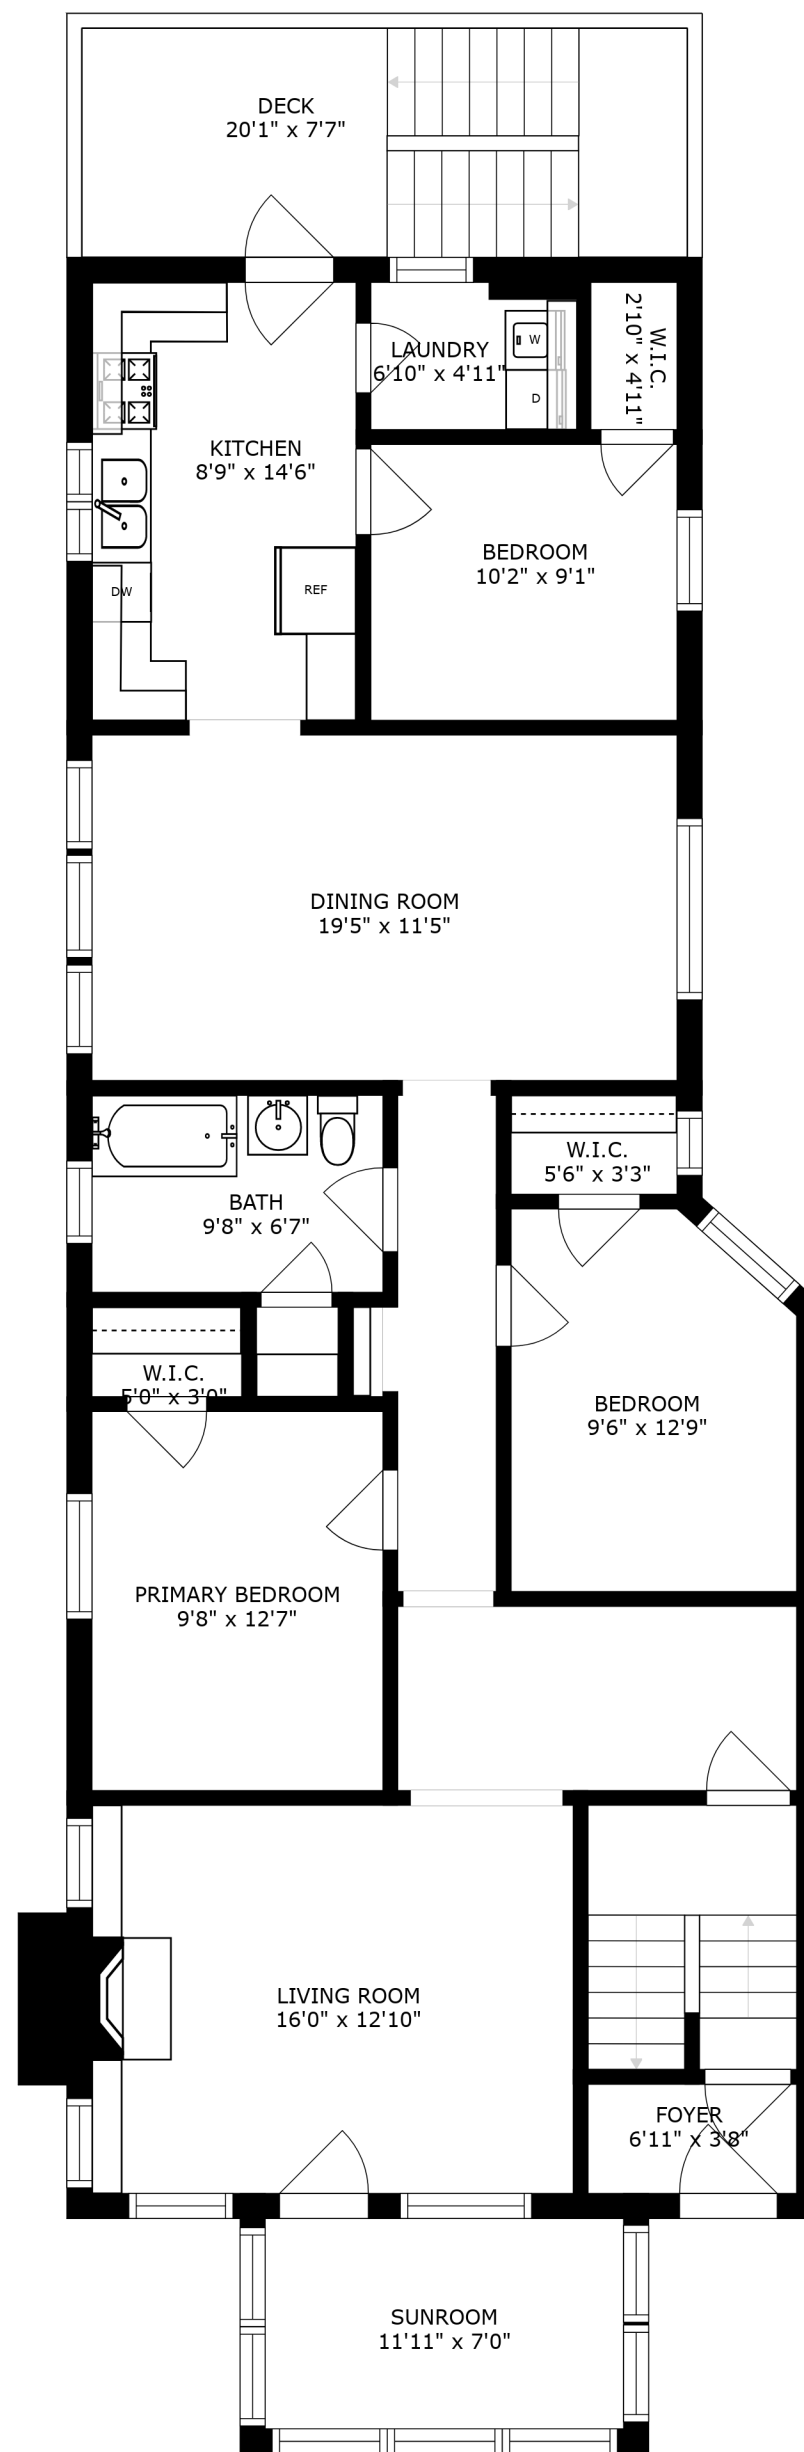 DECK
20'1" x 7'7"
LAUNDRY
6'10" x 4'11"
W
D
W.I.C.
2'10" x 4'11"
KITCHEN
8'9" x 14'6"
BEDROOM
10'2" x 9'1"
REF
DW
DINING ROOM
19'5" x 11'5"
W.I.C.
5'6" x 3'3"
BATH
9'8" x 6'7"
W.I.C.
5'0" x 3'0"
BEDROOM
9'6" x 12'9"
PRIMARY BEDROOM
9'8" x 12'7"
LIVING ROOM
16'0" x 12'10"
FOYER
6'11" x 3'8"
SUNROOM
11'11" x 7'0"